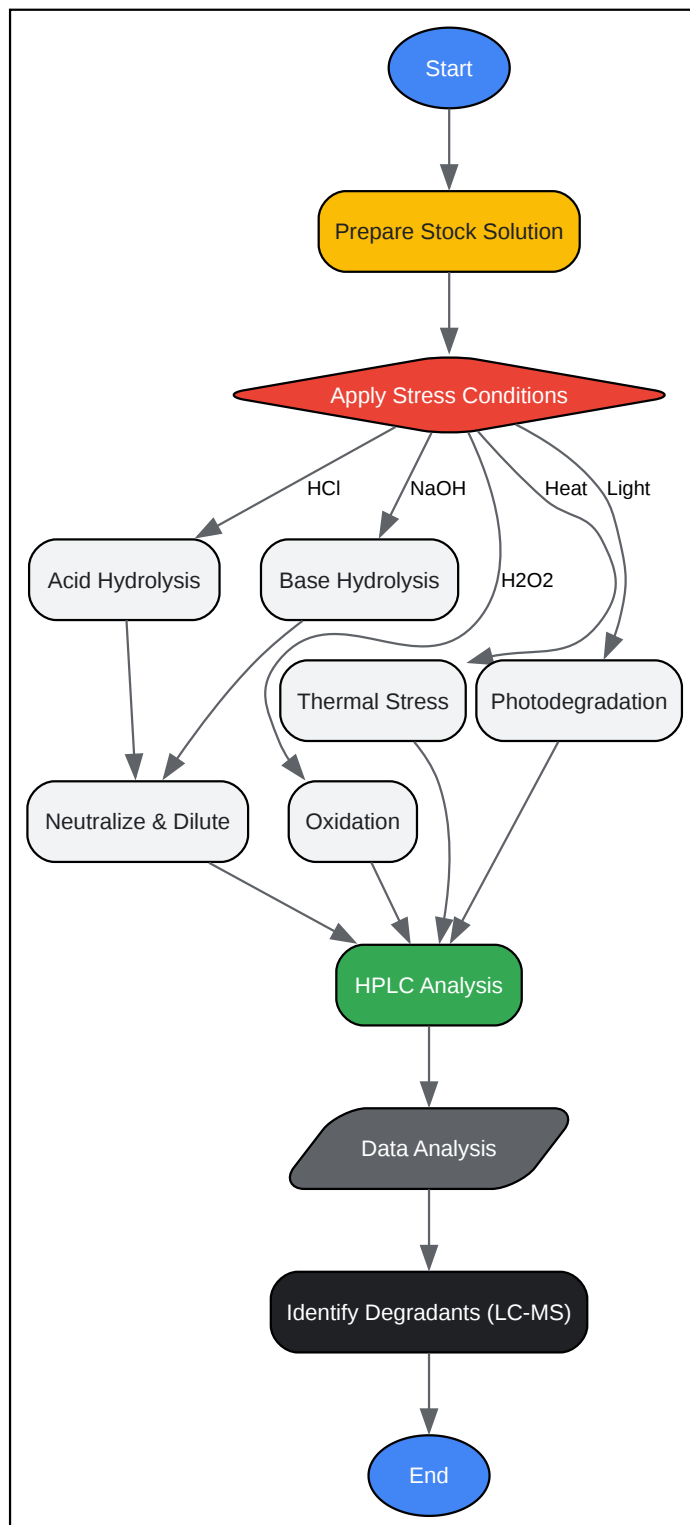 Start
Prepare Stock Solution
Apply Stress Conditions
HCl
NaOH
Heat
Light
Acid Hydrolysis
Base Hydrolysis
H2O2
Thermal Stress
Photodegradation
Neutralize & Dilute
Oxidation
HPLC Analysis
Data Analysis
Identify Degradants (LC-MS)
End